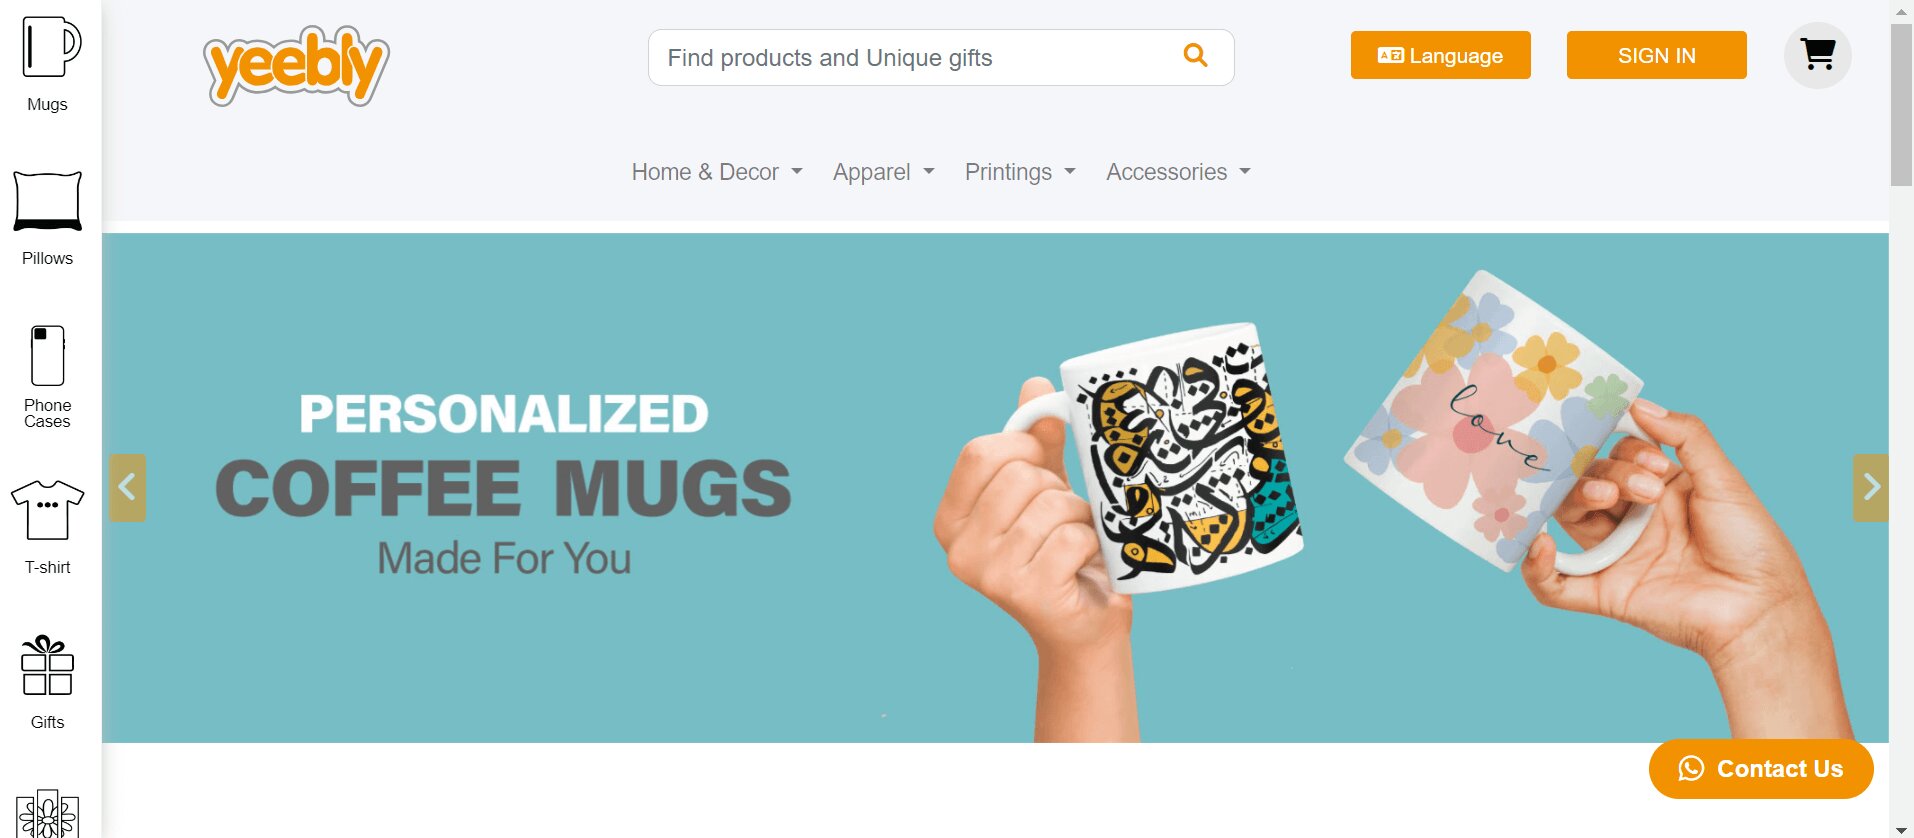 yeebly
Find products and Unique gifts
Language
SIGN IN
Mugs
Home & Decor
Apparel
Printings
Accessories
Pillows
Phone
Cases
T-shirt
Gifts
PERSONALIZED
COFFEE MUGS
Made For You
love
Contact Us